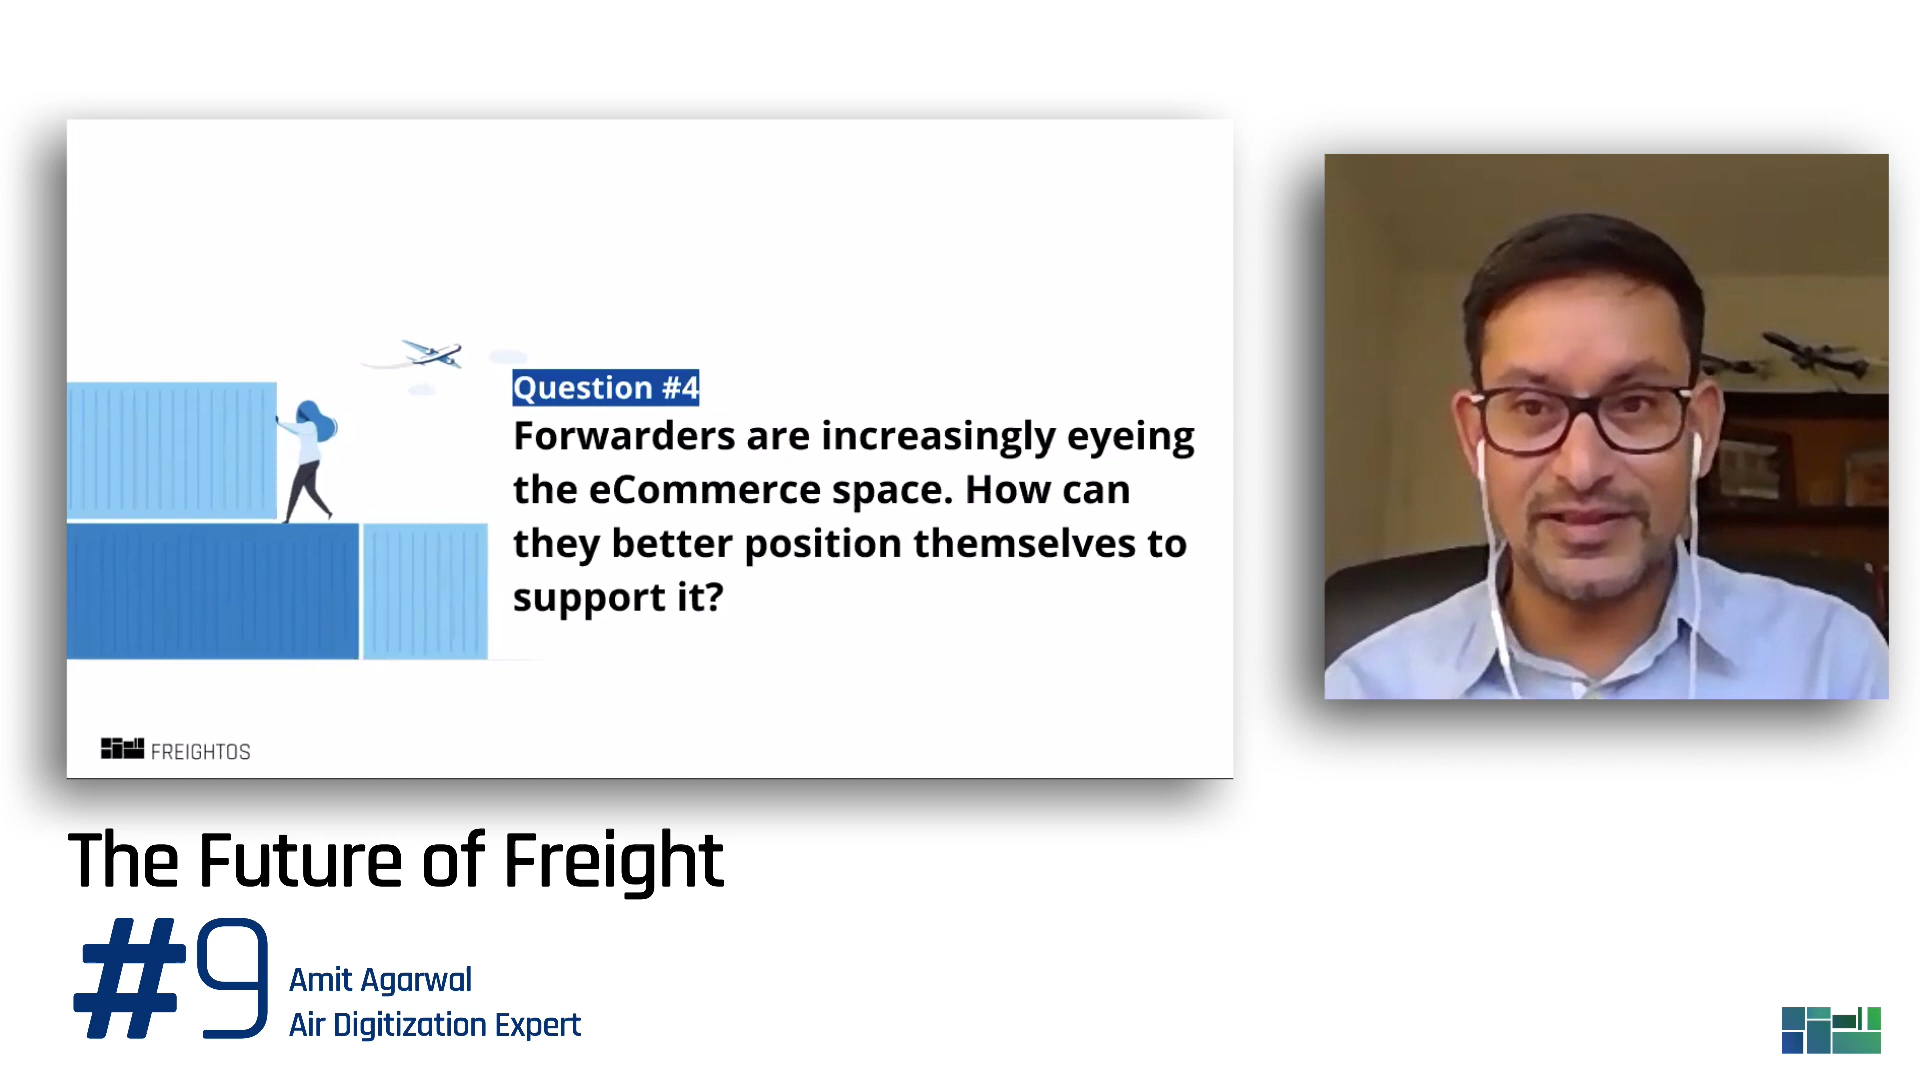 Question #4
Forwarders are increasingly eyeing
the eCommerce space. How can
they better position themselves to
support it?
FREIGHTOS
The Future of Freight
#9
Amit Agarwal
Air Digitization Expert